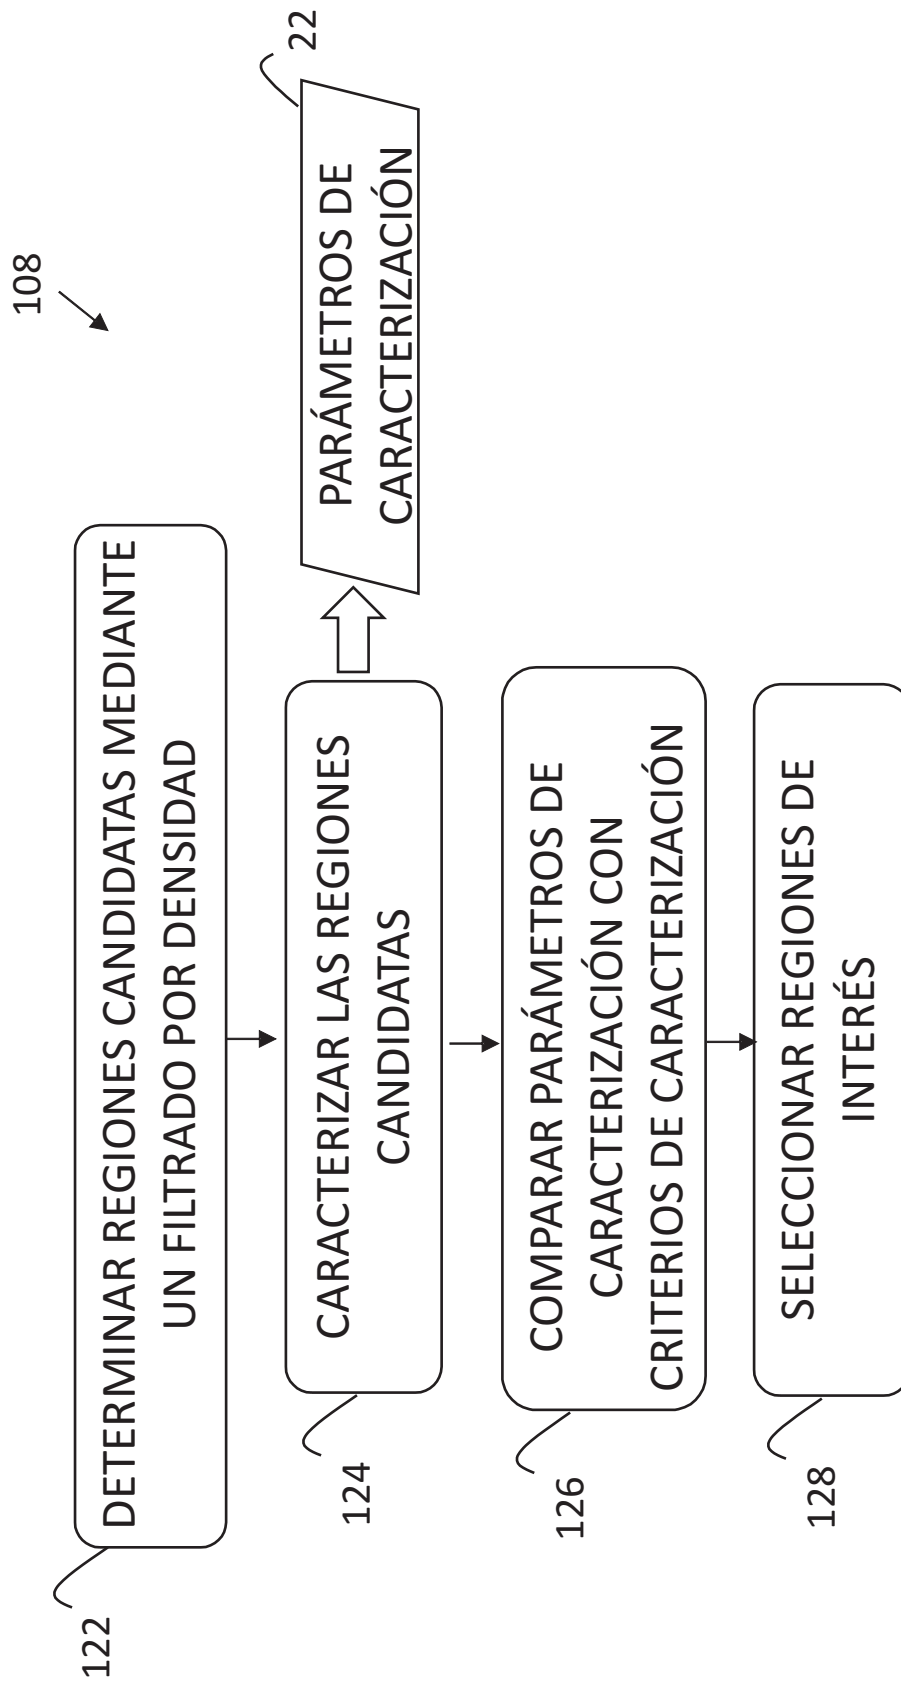 108
122
DETERMINAR REGIONES CANDIDATAS MEDIANTE
UN FILTRADO POR DENSIDAD
124
CARACTERIZAR LAS REGIONES
CANDIDATAS
22
PARÁMETROS DE
CARACTERIZACIÓN
126
COMPARAR PARÁMETROS DE
CARACTERIZACIÓN CON
CRITERIOS DE CARACTERIZACIÓN
128
SELECCIONAR REGIONES DE
INTERÉS